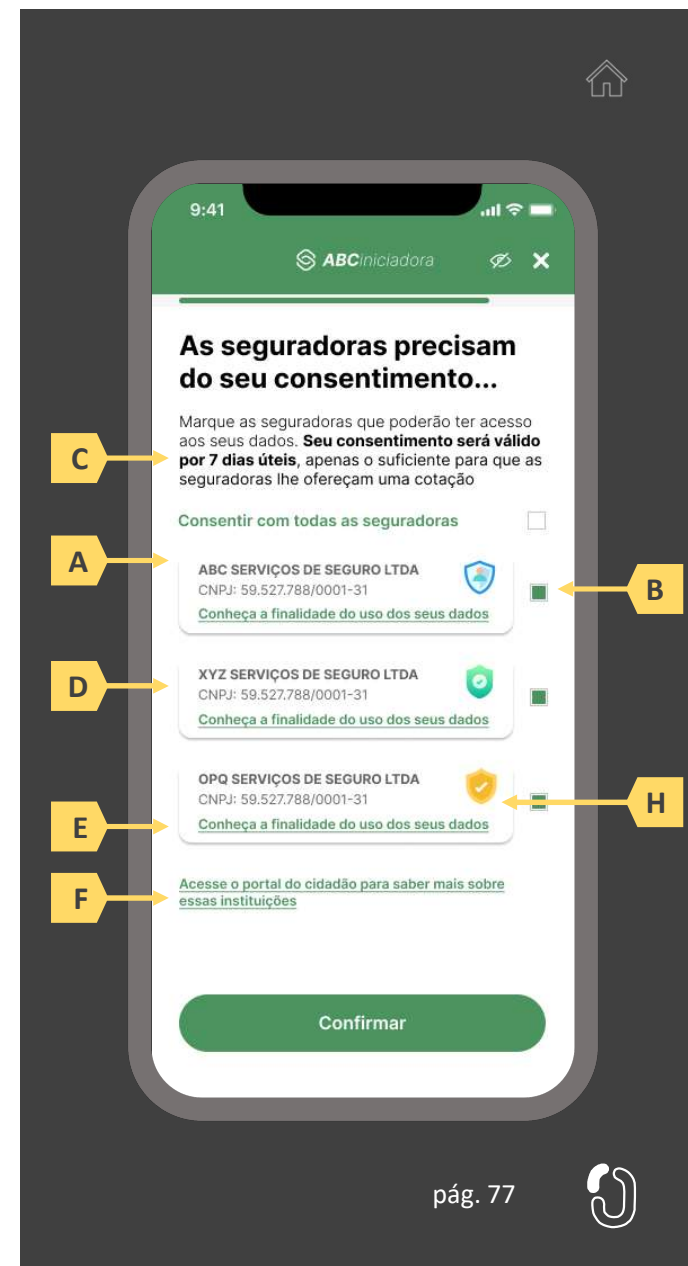 9:41
ABCiniciadora
As seguradoras precisam
do seu consentimento...
Marque as seguradoras que poderão ter acesso
aos seus dados. Seu consentimento será válido
por 7 dias úteis, apenas o suficiente para que as
seguradoras lhe ofereçam uma cotação
C
Consentir com todas as seguradoras
A
ABC SERVIÇOS DE SEGURO LTDA
CNPJ: 59.527.788/0001-31
Conheça a finalidade do uso dos seus dados
B
D
XYZ SERVIÇOS DE SEGURO LTDA
CNPJ: 59.527.788/0001-31
Conheça a finalidade do uso dos seus dados
OPQ SERVIÇOS DE SEGURO LTDA
CNPJ: 59.527.788/0001-31
H
E
Conheça a finalidade do uso dos seus dados
F
Acesse o portal do cidadão para saber mais sobre
essas instituições
Confirmar
pág. 77